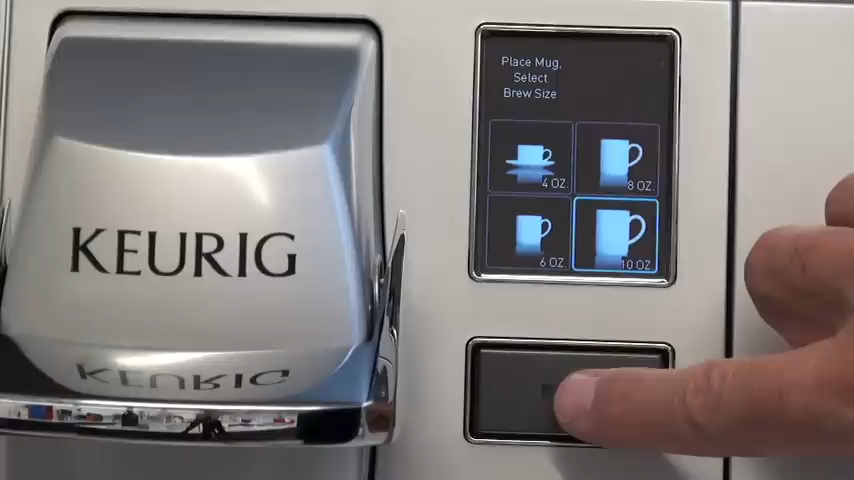 Place Mug,
Select
Brew Size
4 OZ.
8 OZ.
6 OZ.
10 OZ.
KEURIG
KEURIG